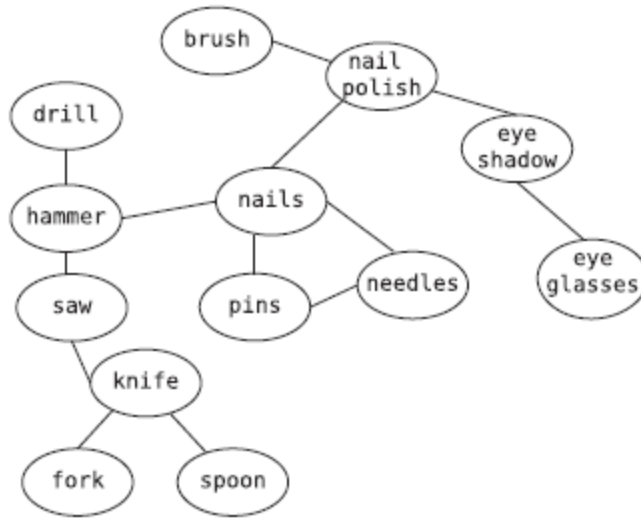 brush
nail
polish
drill
eye
shadow
nails
hammer
eye
glasses
needles
saw
pins
knife
fork
spoon